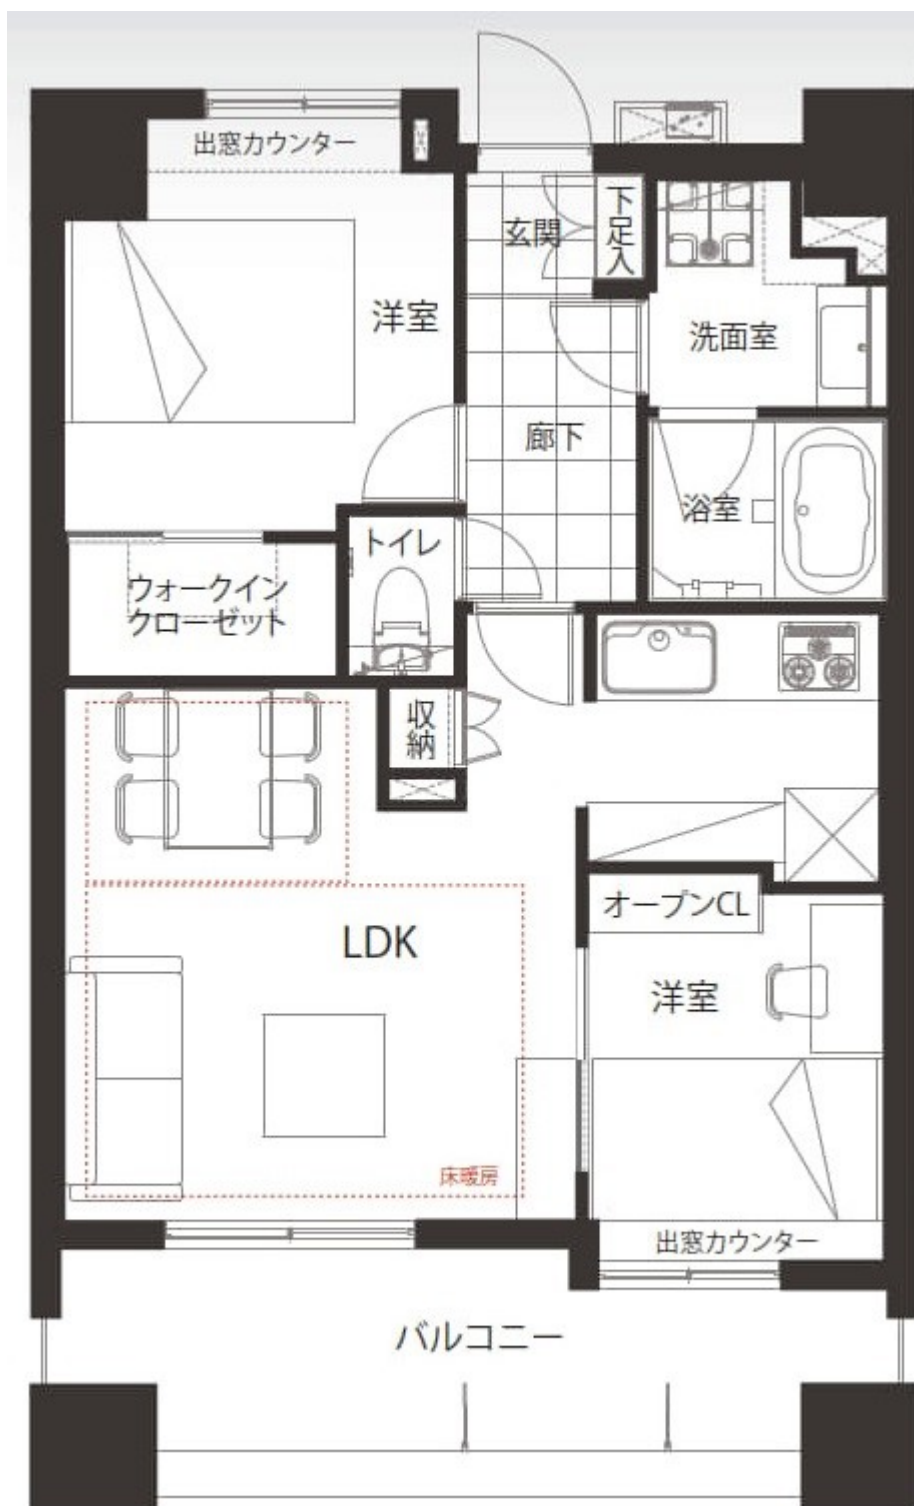 出窓カウンター
玄関
下足入
洋室
洗面室
廊下
浴室
トイレ
ウォークイン
クローゼット
収納
オープンCL
LDK
洋室
床暖房
出窓カウンター
バルコニー